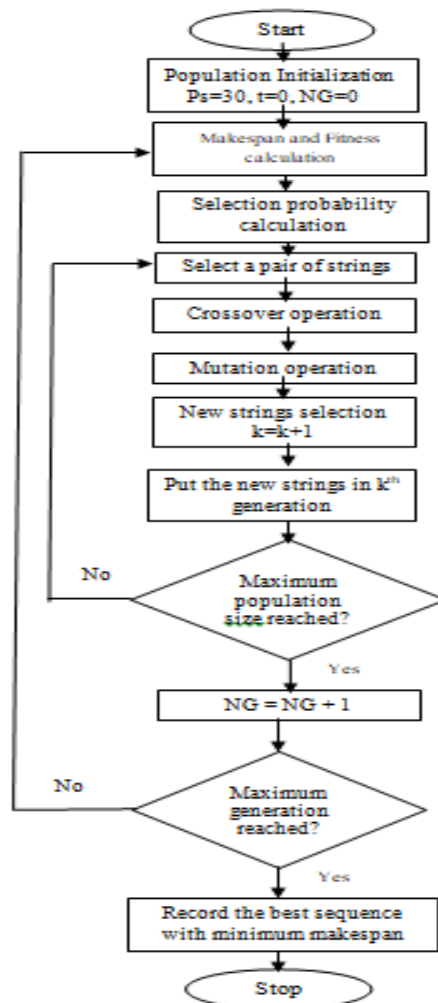 Start
Population Initialization
Ps=30, t=0, NG=0
Makespan and Fitness
calculation
Selection probability
calculation
Select a pair of strings
Crossover operation
Mutation operation
New strings selection
k=k+1
Put the new strings in kᵗʰ
generation
No
Maximum
population
size reached?
Yes
NG = NG + 1
No
Maximum
generation
reached?
Yes
Record the best sequence
with minimum makespan
Stop